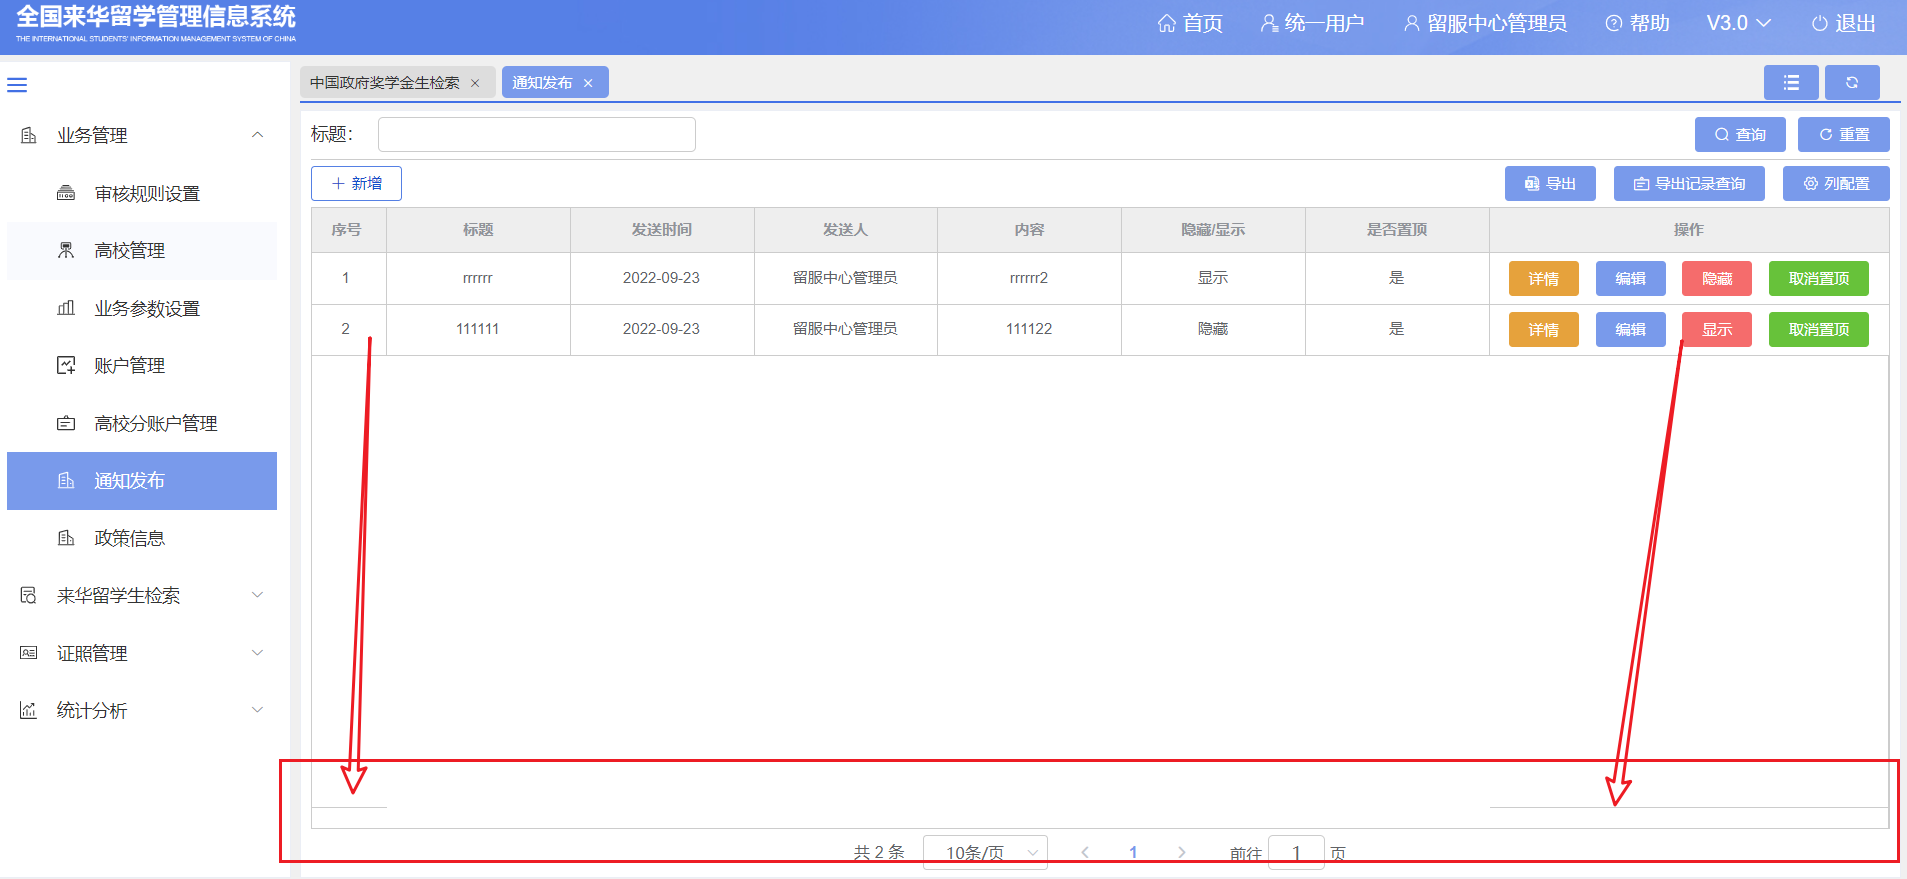 全国来华留学管理信息系统
THE INTERNATIONAL STUDENTS' INFORMATION MANAGEMENT SYSTEM OF CHINA
首页 统一用户 留服中心管理员 帮助 V3.0 退出
中国政府奖学金生检索 × 通知发布 ×
业务管理
审核规则设置
高校管理
业务参数设置
账户管理
高校分账户管理
通知发布
政策信息
来华留学生检索
证照管理
统计分析
标题： 查询 重置
+ 新增 导出 导出记录查询 列配置
序号 标题 发送时间 发送人 内容 隐藏/显示 是否置顶 操作
1 rrrrrr 2022-09-23 留服中心管理员 rrrrrr2 显示 是 详情 编辑 隐藏 取消置顶
2 111111 2022-09-23 留服中心管理员 111122 隐藏 是 详情 编辑 显示 取消置顶
共 2 条 10条/页 < 1 > 前往 1 页